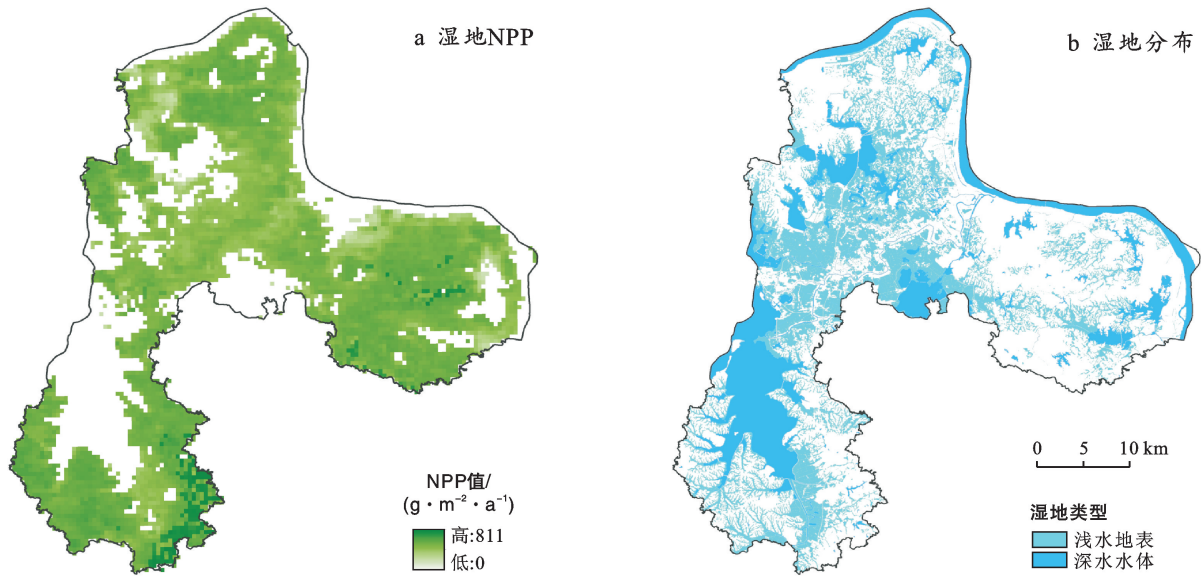 a 湿地NPP
b 湿地分布
NPP值/
(g·m⁻²·a⁻¹)
高:811
低:0
0 5 10 km
湿地类型
浅水地表
深水水体